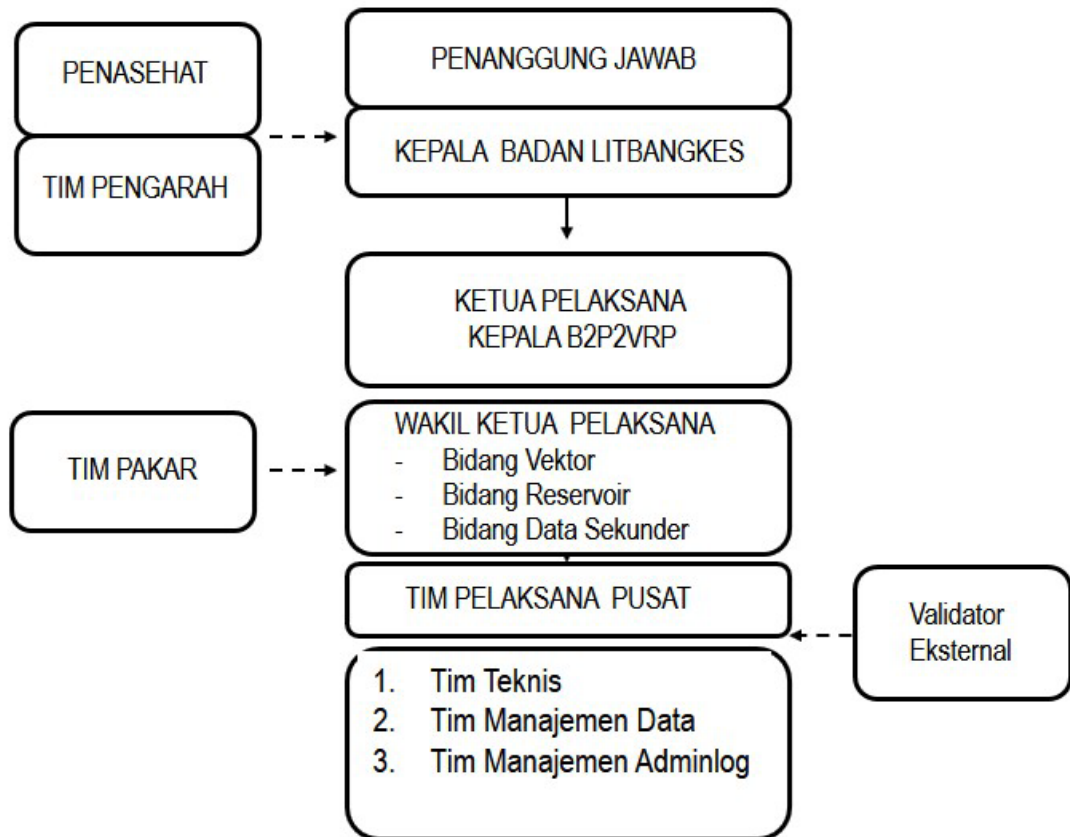 PENASEHAT
TIM PENGARAH
PENANGGUNG JAWAB
KEPALA BADAN LITBANGKES
KETUA PELAKSANA
KEPALA B2P2VRP
TIM PAKAR
WAKIL KETUA PELAKSANA
- Bidang Vektor
- Bidang Reservoir
- Bidang Data Sekunder
TIM PELAKSANA PUSAT
Validator
Eksternal
1. Tim Teknis
2. Tim Manajemen Data
3. Tim Manajemen Adminlog